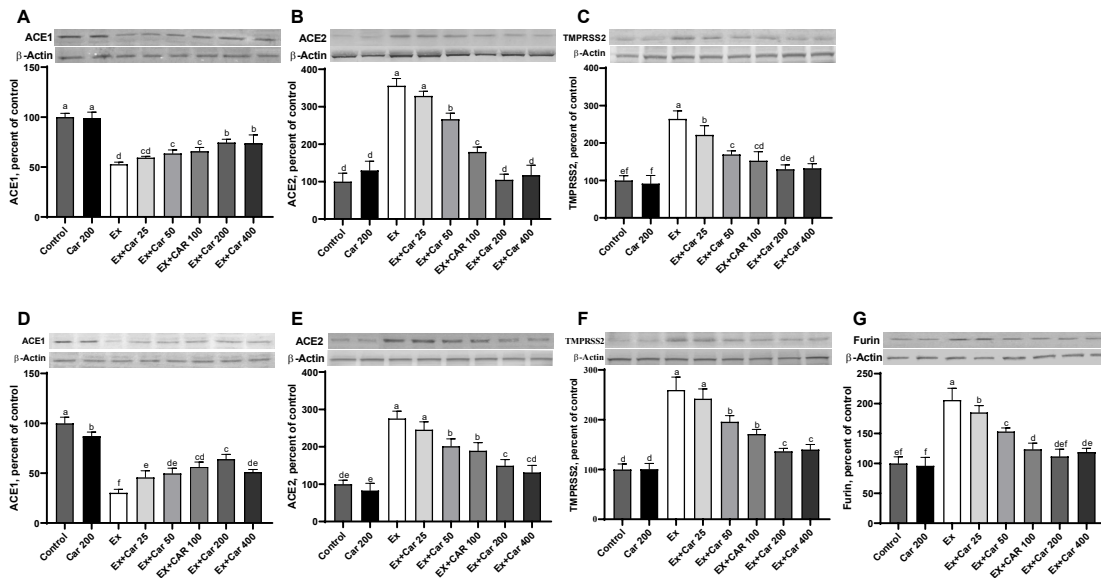 A
ACE1
β-Actin
ACE1, percent of control
150
100
50
0
a
a
d
cd
c
c
b
b
Control
Car 200
Ex
Ex+Car 25
Ex+Car 50
Ex+CAR 100
Ex+Car 200
Ex+Car 400
B
ACE2
β-Actin
ACE2, percent of control
400
300
200
100
0
d
d
a
a
b
c
d
d
Control
Car 200
Ex
Ex+Car 25
Ex+Car 50
Ex+CAR 100
Ex+Car 200
Ex+Car 400
C
TMPRSS2
β-Actin
TMPRSS2, percent of control
400
300
200
100
0
ef
f
a
b
c
cd
de
d
Control
Car 200
Ex
Ex+Car 25
Ex+Car 50
Ex+CAR 100
Ex+Car 200
Ex+Car 400
D
ACE1
β-Actin
ACE1, percent of control
150
100
50
0
a
b
f
e
de
cd
c
de
Control
Car 200
Ex
Ex+Car 25
Ex+Car 50
Ex+CAR 100
Ex+Car 200
Ex+Car 400
E
ACE2
β-Actin
ACE2, percent of control
400
300
200
100
0
de
e
a
a
b
b
c
cd
Control
Car 200
Ex
Ex+Car 25
Ex+Car 50
Ex+CAR 100
Ex+Car 200
Ex+Car 400
F
TMPRSS2
β-Actin
TMPRSS2, percent of control
300
200
100
0
d
d
a
a
b
b
c
c
Control
Car 200
Ex
Ex+Car 25
Ex+Car 50
Ex+CAR 100
Ex+Car 200
Ex+Car 400
G
Furin
β-Actin
Furin, percent of control
250
200
150
100
50
0
ef
ef
a
b
c
d
def
de
Control
Car 200
Ex
Ex+Car 25
Ex+Car 50
Ex+CAR 100
Ex+Car 200
Ex+Car 400